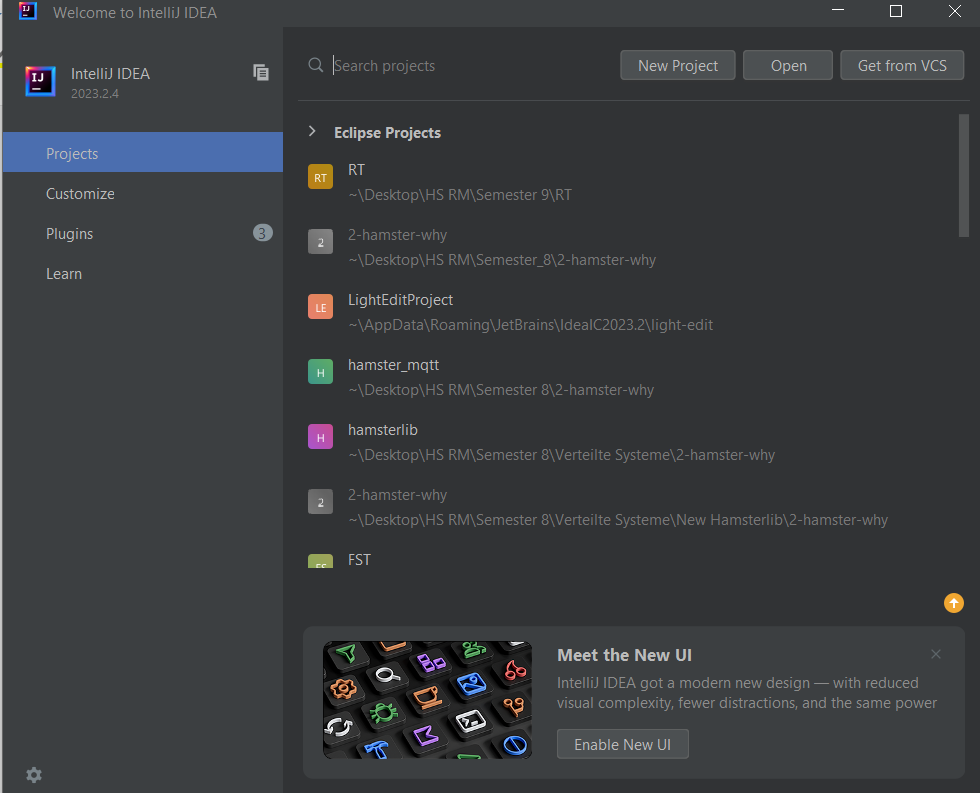 Welcome to IntelliJ IDEA
IntelliJ IDEA
2023.2.4
Projects
Customize
Plugins
3
Learn
Search projects
New Project
Open
Get from VCS
Eclipse Projects
RT
RT
~\Desktop\HS RM\Semester 9\RT
2
2-hamster-why
~\Desktop\HS RM\Semester_8\2-hamster-why
LE
LightEditProject
~\AppData\Roaming\JetBrains\IdeaIC2023.2\light-edit
H
hamster_mqtt
~\Desktop\HS RM\Semester 8\2-hamster-why
H
hamsterlib
~\Desktop\HS RM\Semester 8\Verteilte Systeme\2-hamster-why
2
2-hamster-why
~\Desktop\HS RM\Semester 8\Verteilte Systeme\New Hamsterlib\2-hamster-why
FST
Meet the New UI
IntelliJ IDEA got a modern new design — with reduced
visual complexity, fewer distractions, and the same power
Enable New UI